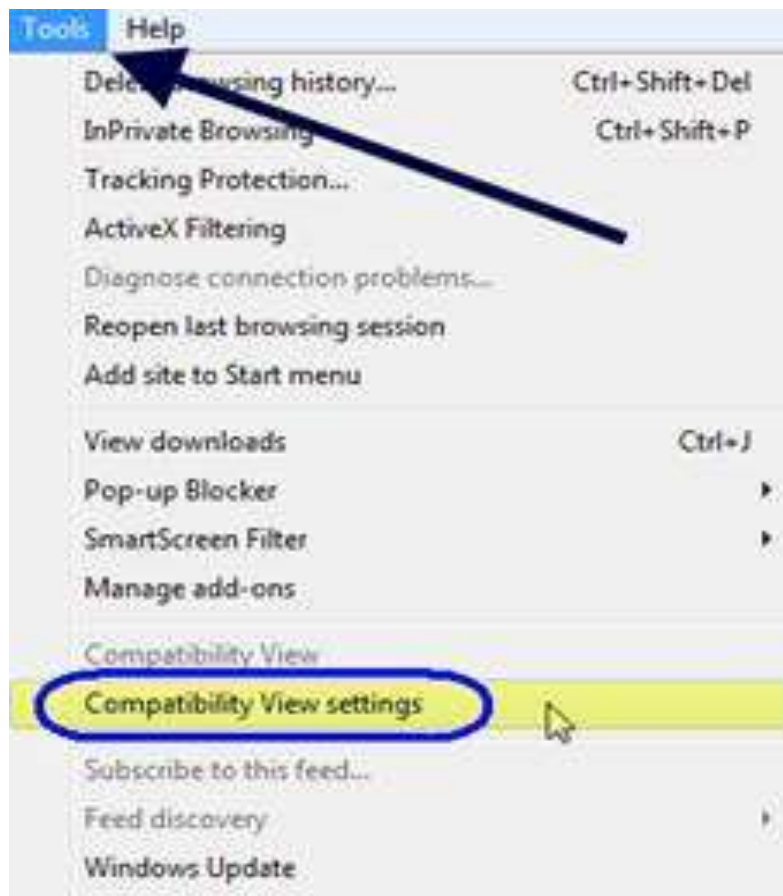 Tools Help
Delete browsing history... Ctrl+Shift+Del
InPrivate Browsing Ctrl+Shift+P
Tracking Protection...
ActiveX Filtering
Diagnose connection problems...
Reopen last browsing session
Add site to Start menu
View downloads Ctrl+J
Pop-up Blocker
SmartScreen Filter
Manage add-ons
Compatibility View
Compatibility View settings
Subscribe to this feed...
Feed discovery
Windows Update